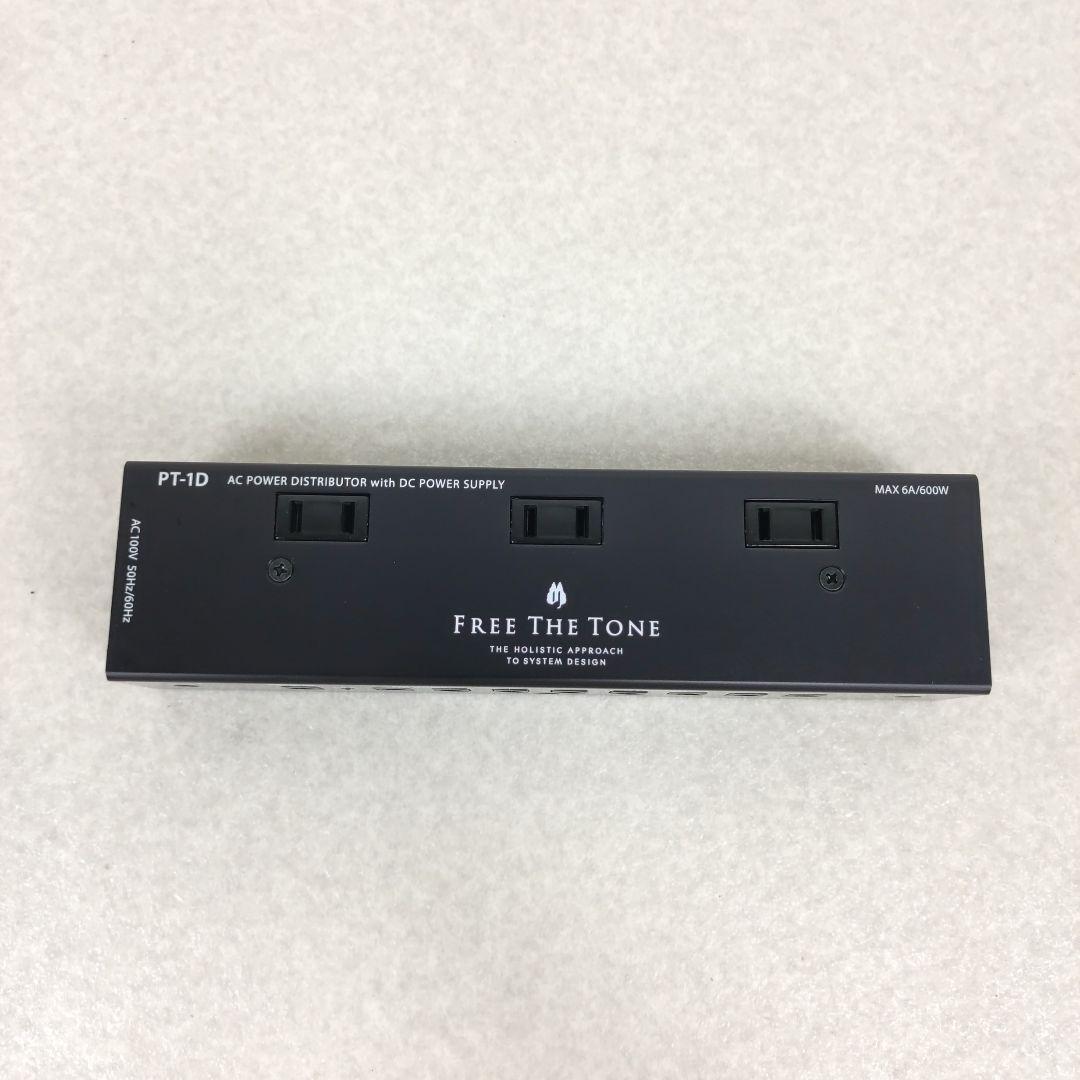 PT-1D AC POWER DISTRIBUTOR with DC POWER SUPPLY
MAX 6A/600W
AC100V 50Hz/60Hz
FREE THE TONE
THE HOLISTIC APPROACH
TO SYSTEM DESIGN